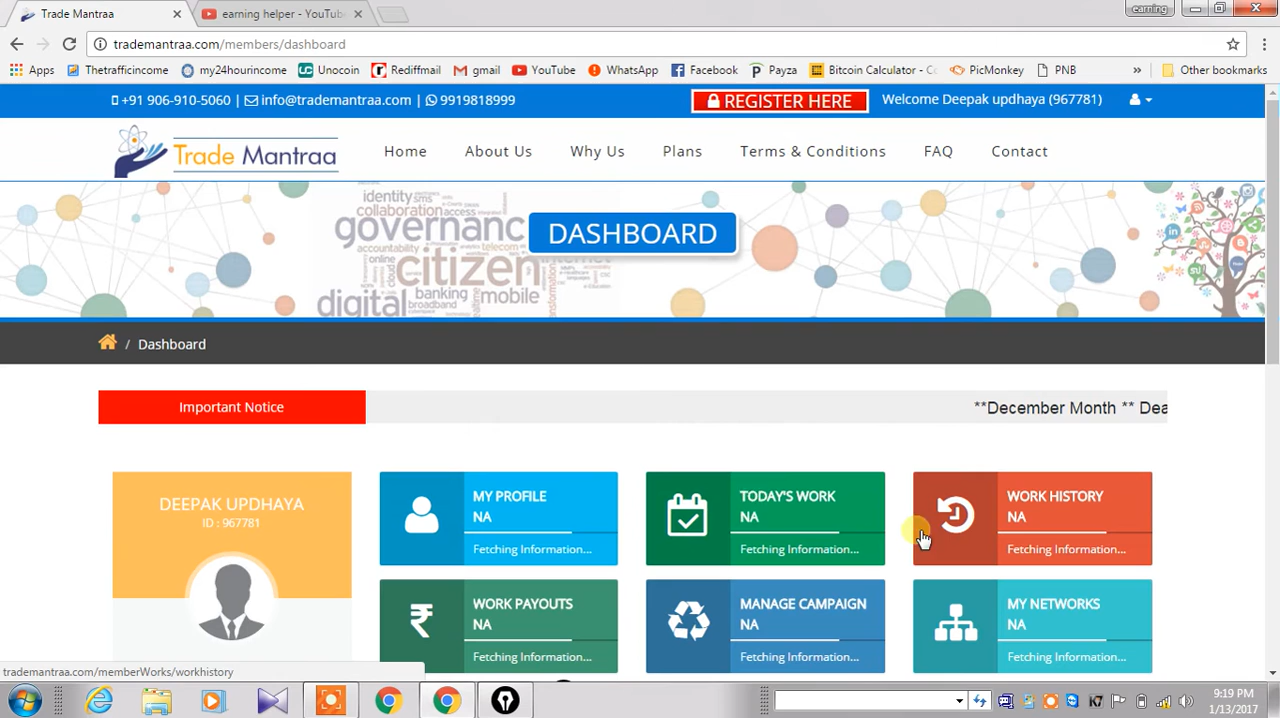 Trade Mantraa
earning helper - YouTub
earning
trademantraa.com/members/dashboard
Apps Thetrafficincome my24hourincome Unocoin Rediffmail gmail YouTube WhatsApp Facebook Payza Bitcoin Calculator - Co PicMonkey PNB » Other bookmarks
+91 906-910-5060 | info@trademantraa.com | 9919818999
REGISTER HERE
Welcome Deepak updhaya (967781)
Trade Mantraa
Home About Us Why Us Plans Terms & Conditions FAQ Contact
identity sms
collaboration access
governanc
accountability telecom
online
citizen
digital banking mobile
broadband
DASHBOARD
/ Dashboard
Important Notice
**December Month ** Dea
DEEPAK UPDHAYA
ID : 967781
MY PROFILE
NA
Fetching Information...
TODAY'S WORK
NA
Fetching Information...
WORK HISTORY
NA
Fetching Information...
WORK PAYOUTS
NA
Fetching Information...
MANAGE CAMPAIGN
NA
Fetching Information...
MY NETWORKS
NA
Fetching Information...
trademantraa.com/memberWorks/workhistory
9:19 PM
1/13/2017